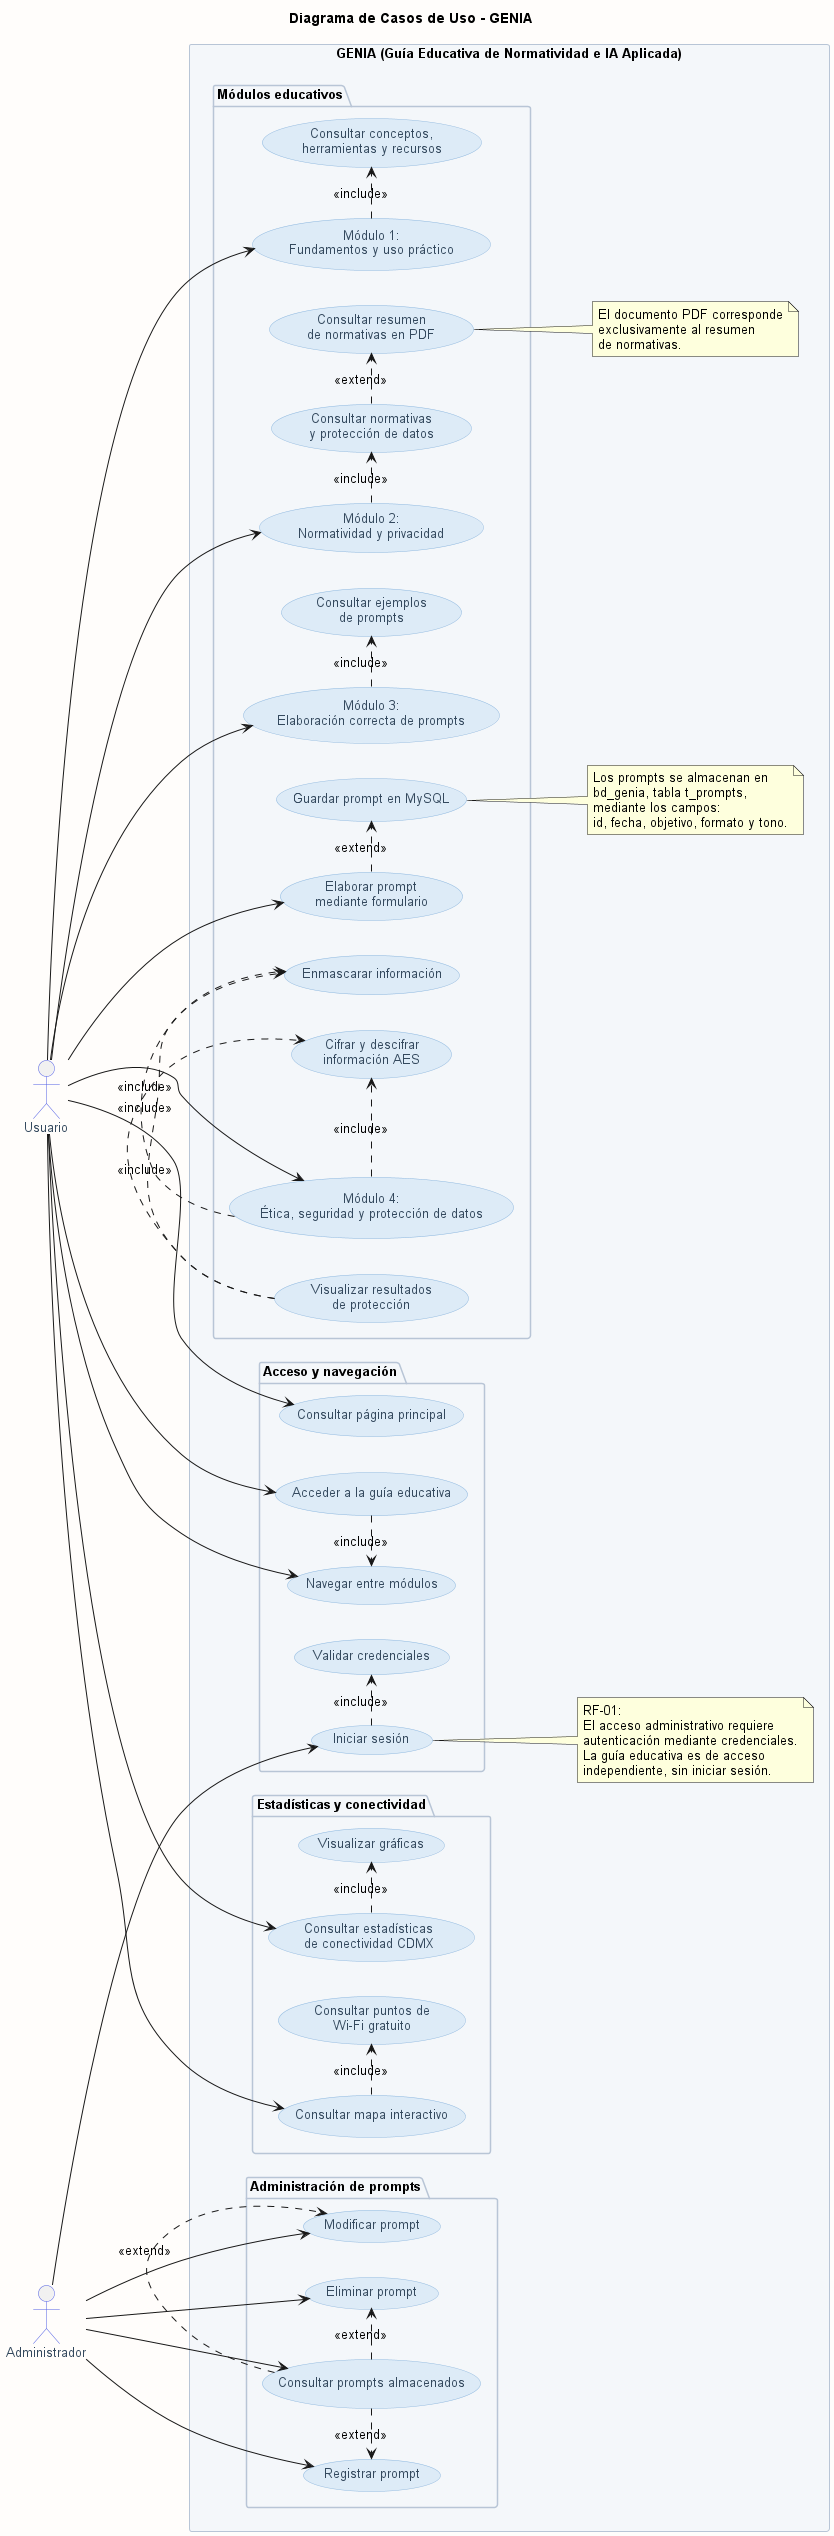 Diagrama de Casos de Uso - GENIA
GENIA (Guía Educativa de Normatividad e IA Aplicada)
Módulos educativos
Consultar conceptos,
herramientas y recursos
«include»
Módulo 1:
Fundamentos y uso práctico
Consultar resumen
de normativas en PDF
El documento PDF corresponde
exclusivamente al resumen
de normativas.
«extend»
Consultar normativas
y protección de datos
«include»
Módulo 2:
Normatividad y privacidad
Consultar ejemplos
de prompts
«include»
Módulo 3:
Elaboración correcta de prompts
Guardar prompt en MySQL
Los prompts se almacenan en
bd_genia, tabla t_prompts,
mediante los campos:
id, fecha, objetivo, formato y tono.
«extend»
Elaborar prompt
mediante formulario
Enmascarar información
Cifrar y descifrar
información AES
«include»
«include»
«include»
«include»
Usuario
Módulo 4:
Ética, seguridad y protección de datos
Visualizar resultados
de protección
Acceso y navegación
Consultar página principal
Acceder a la guía educativa
«include»
Navegar entre módulos
Validar credenciales
«include»
Iniciar sesión
RF-01:
El acceso administrativo requiere
autenticación mediante credenciales.
La guía educativa es de acceso
independiente, sin iniciar sesión.
Estadísticas y conectividad
Visualizar gráficas
«include»
Consultar estadísticas
de conectividad CDMX
Consultar puntos de
Wi-Fi gratuito
«include»
Consultar mapa interactivo
Administración de prompts
Modificar prompt
«extend»
Eliminar prompt
«extend»
Administrador
Consultar prompts almacenados
«extend»
Registrar prompt